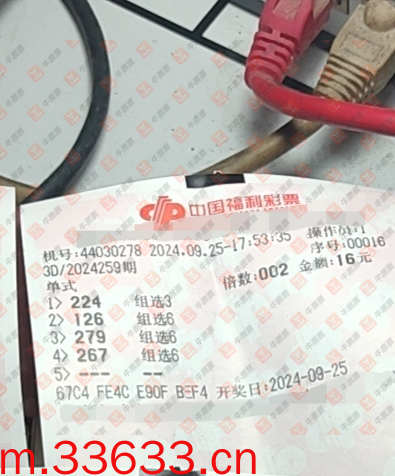 中国福利彩票
机号:44030278 2024.09.25-17:53:35 操作员:1
3D/2024259期 序号:00016
单式 倍数:002 金额:16元
1> 224 组选3
2> 126 组选6
3> 279 组选6
4> 267 组选6
5> --- --
67C4 FE4C E90F 开奖日:2024-09-25
m.33633.cn